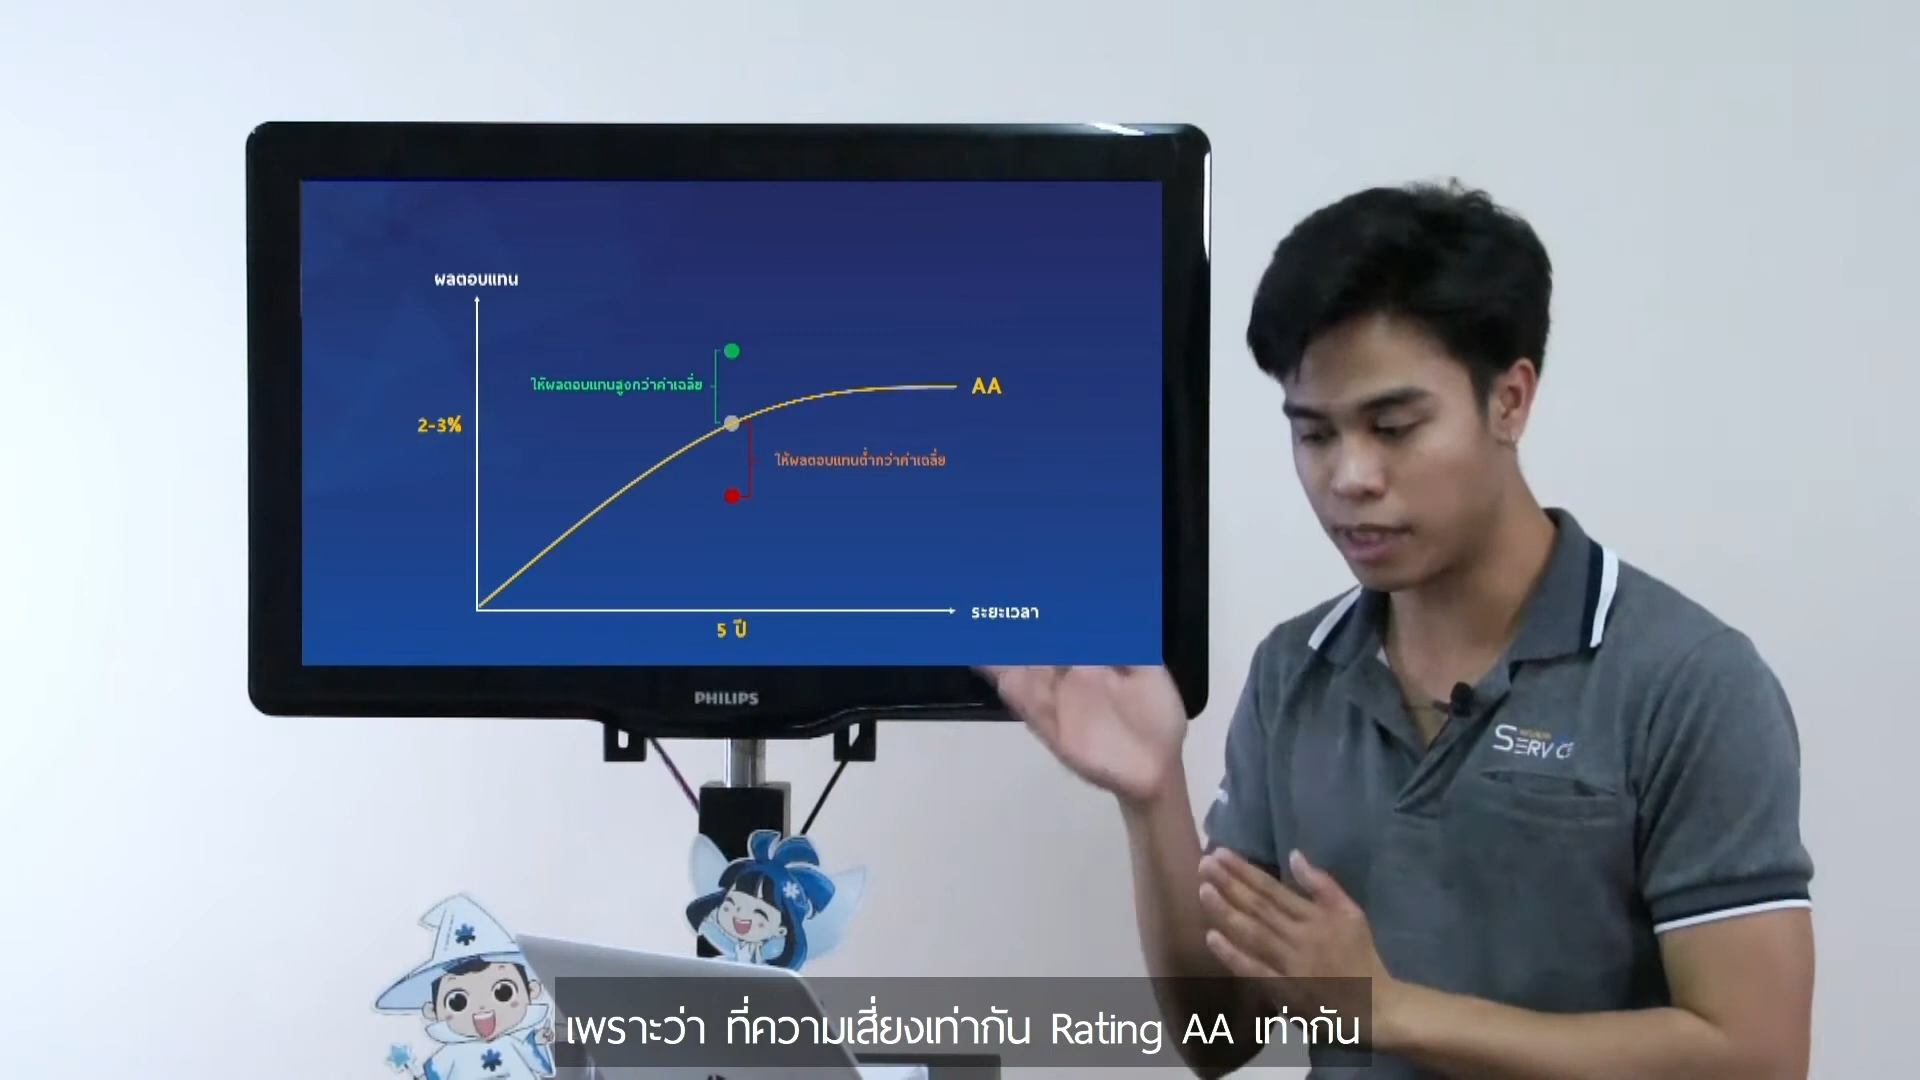 ผลตอบแทน
ให้ผลตอบแทนสูงกว่าค่าเฉลี่ย
AA
2-3%
ให้ผลตอบแทนต่ำกว่าค่าเฉลี่ย
ระยะเวลา
5 ปี
PHILIPS
เพราะว่า ที่ความเสี่ยงเท่ากัน Rating AA เท่ากัน